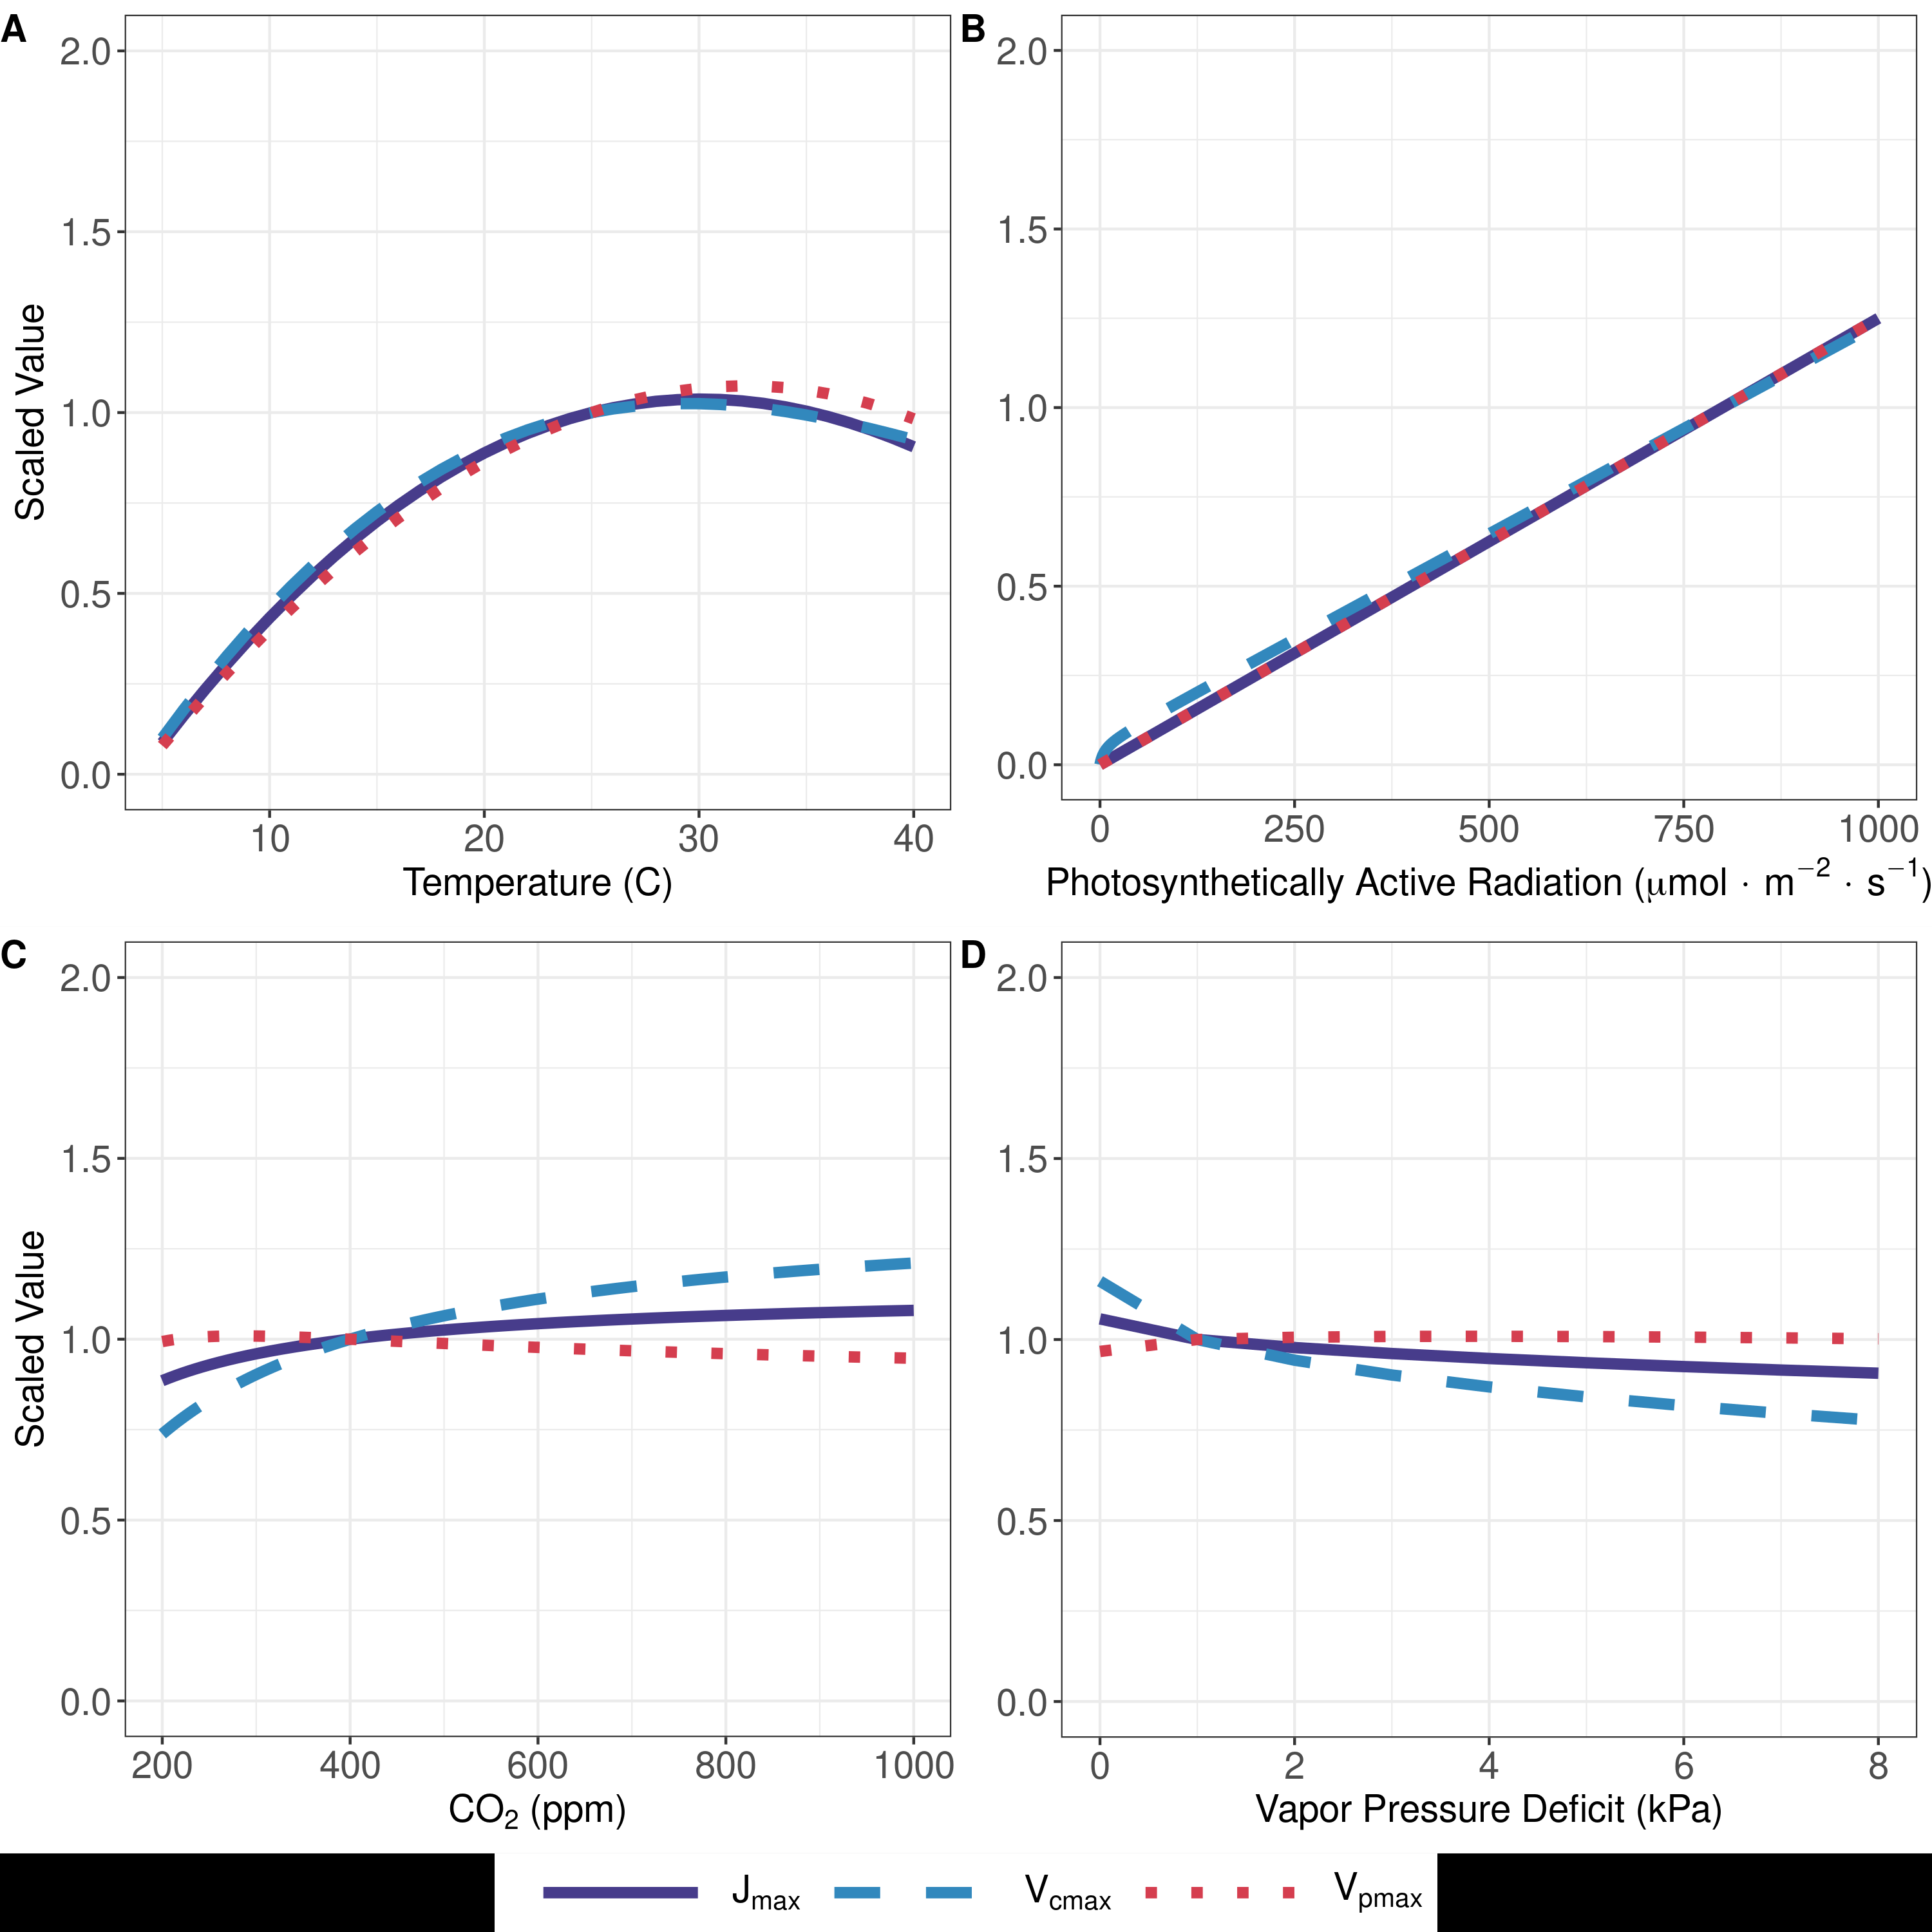 A
2.0
1.5
1.0
0.5
0.0
Scaled Value
10 20 30 40
Temperature (C)
B
2.0
1.5
1.0
0.5
0.0
0 250 500 750 1000
Photosynthetically Active Radiation (μmol · m⁻² · s⁻¹)
C
2.0
1.5
1.0
0.5
0.0
Scaled Value
200 400 600 800 1000
CO₂ (ppm)
D
2.0
1.5
1.0
0.5
0.0
0 2 4 6 8
Vapor Pressure Deficit (kPa)
Jmax Vcmax Vpmax